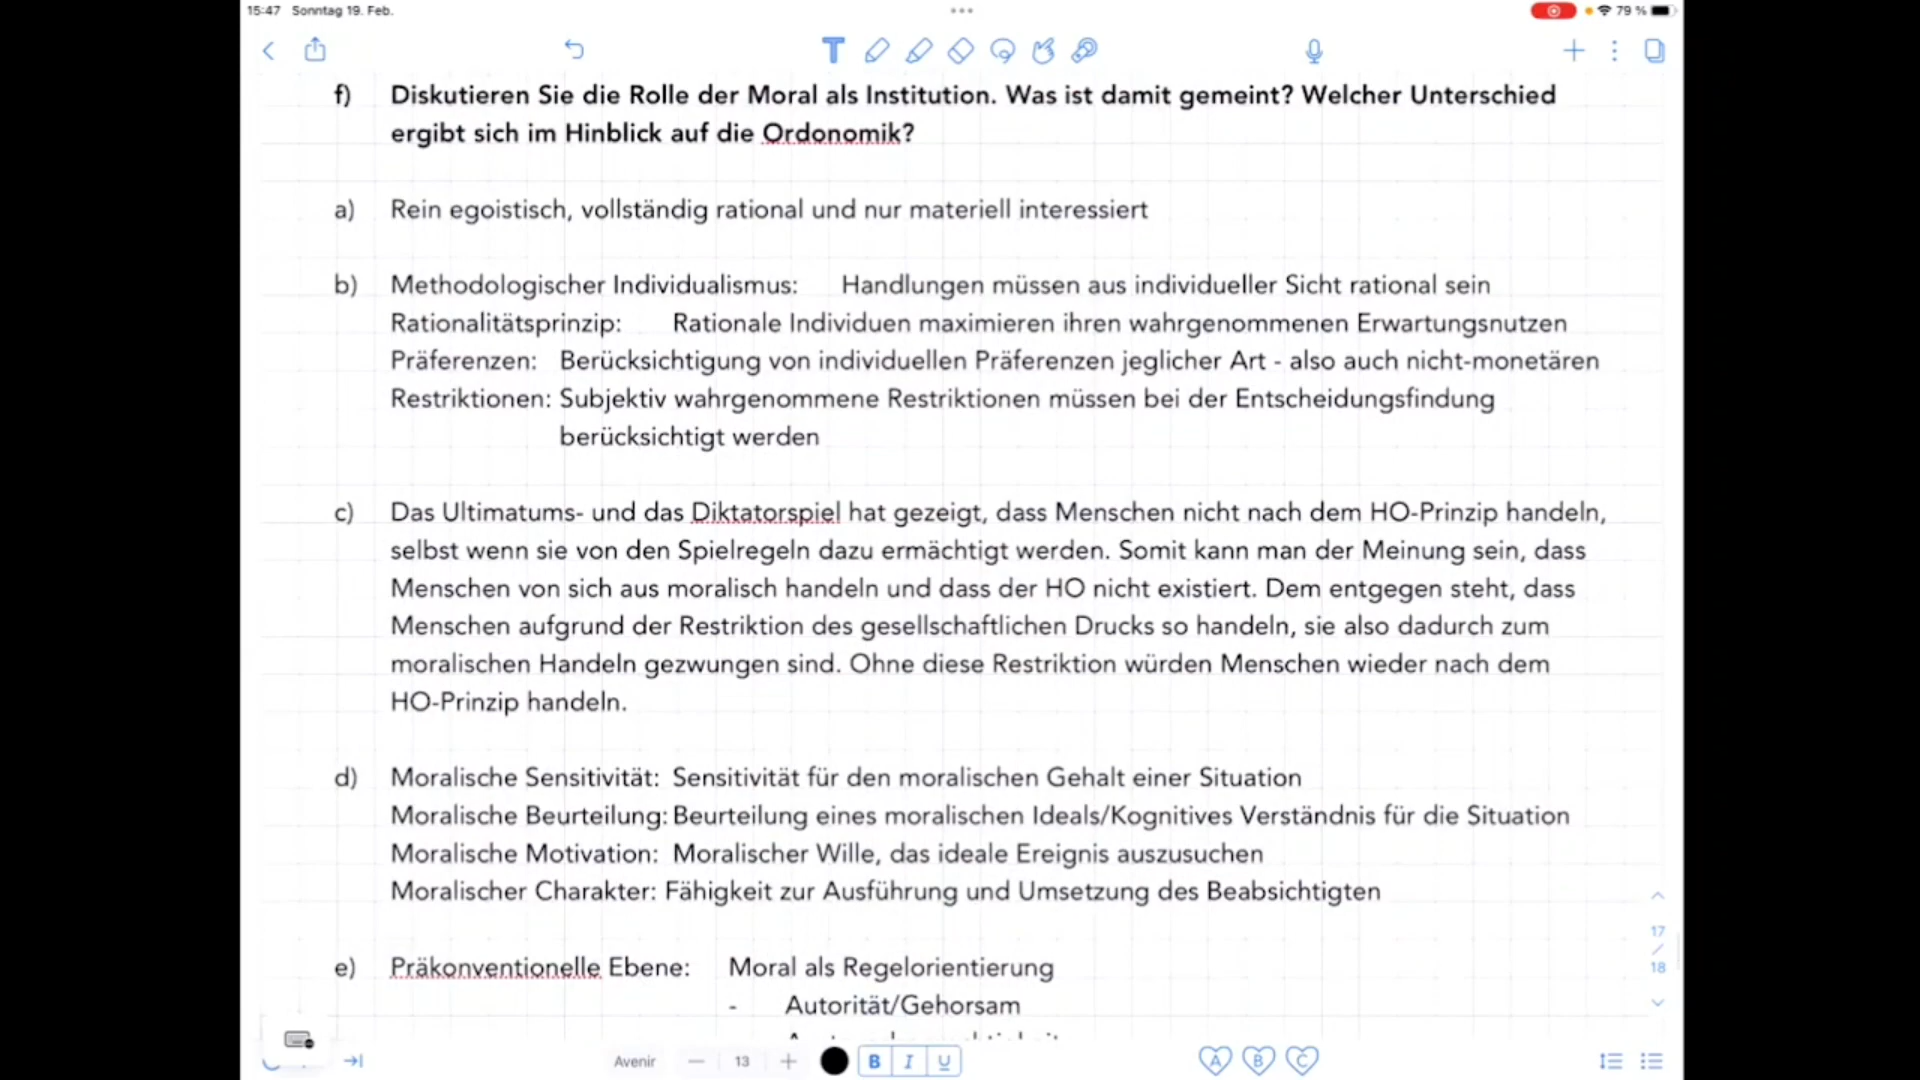 15:47 Sonntag 19. Feb.
79 %
T
f) Diskutieren Sie die Rolle der Moral als Institution. Was ist damit gemeint? Welcher Unterschied
ergibt sich im Hinblick auf die Ordonomik?
a) Rein egoistisch, vollständig rational und nur materiell interessiert
b) Methodologischer Individualismus: Handlungen müssen aus individueller Sicht rational sein
Rationalitätsprinzip: Rationale Individuen maximieren ihren wahrgenommenen Erwartungsnutzen
Präferenzen: Berücksichtigung von individuellen Präferenzen jeglicher Art - also auch nicht-monetären
Restriktionen: Subjektiv wahrgenommene Restriktionen müssen bei der Entscheidungsfindung
berücksichtigt werden
c) Das Ultimatums- und das Diktatorspiel hat gezeigt, dass Menschen nicht nach dem HO-Prinzip handeln,
selbst wenn sie von den Spielregeln dazu ermächtigt werden. Somit kann man der Meinung sein, dass
Menschen von sich aus moralisch handeln und dass der HO nicht existiert. Dem entgegen steht, dass
Menschen aufgrund der Restriktion des gesellschaftlichen Drucks so handeln, sie also dadurch zum
moralischen Handeln gezwungen sind. Ohne diese Restriktion würden Menschen wieder nach dem
HO-Prinzip handeln.
d) Moralische Sensitivität: Sensitivität für den moralischen Gehalt einer Situation
Moralische Beurteilung: Beurteilung eines moralischen Ideals/Kognitives Verständnis für die Situation
Moralische Motivation: Moralischer Wille, das ideale Ereignis auszusuchen
Moralischer Charakter: Fähigkeit zur Ausführung und Umsetzung des Beabsichtigten
17
/
18
e) Präkonventionelle Ebene: Moral als Regelorientierung
- Autorität/Gehorsam
Avenir — 13 + B I U A B C